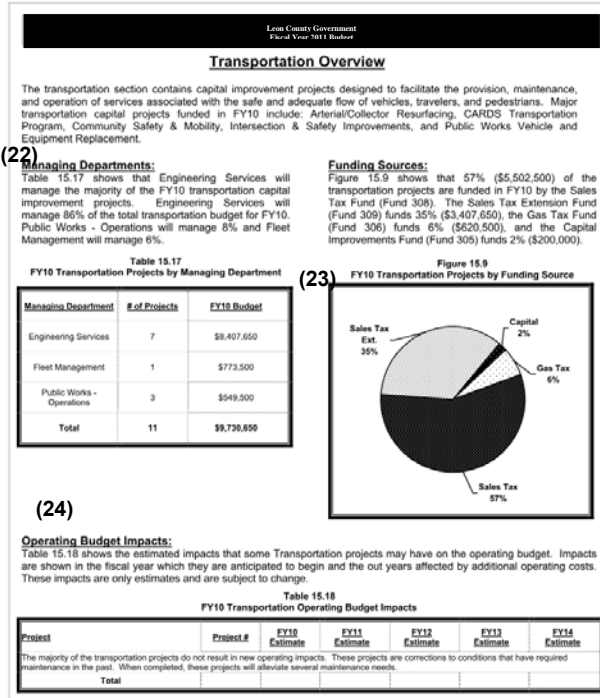 Leon County Government
Fiscal Year 2011 Budget
Transportation Overview
The transportation section contains capital improvement projects designed to facilitate the provision, maintenance,
and operation of services associated with the safe and adequate flow of vehicles, travelers, and pedestrians. Major
transportation capital projects funded in FY10 include: Arterial/Collector Resurfacing, CARDS Transportation
Program, Community Safety & Mobility, Intersection & Safety Improvements, and Public Works Vehicle and
Equipment Replacement.
(22)
Managing Departments:
Table 15.17 shows that Engineering Services will
manage the majority of the FY10 transportation capital
improvement projects. Engineering Services will
manage 86% of the total transportation budget for FY10.
Public Works - Operations will manage 8% and Fleet
Management will manage 6%.
Table 15.17
FY10 Transportation Projects by Managing Department
Managing Department # of Projects FY10 Budget
Engineering Services 7 $8,407,650
Fleet Management 1 $773,500
Public Works -
Operations 3 $549,500
Total 11 $9,730,650
Funding Sources:
Figure 15.9 shows that 57% ($5,502,500) of the
transportation projects are funded in FY10 by the Sales
Tax Fund (Fund 308). The Sales Tax Extension Fund
(Fund 309) funds 35% ($3,407,650), the Gas Tax Fund
(Fund 306) funds 6% ($620,500), and the Capital
Improvements Fund (Fund 305) funds 2% ($200,000).
(23)
Figure 15.9
FY10 Transportation Projects by Funding Source
Sales Tax
Ext.
35%
Capital
2%
Gas Tax
6%
Sales Tax
57%
(24)
Operating Budget Impacts:
Table 15.18 shows the estimated impacts that some Transportation projects may have on the operating budget. Impacts
are shown in the fiscal year which they are anticipated to begin and the out years affected by additional operating costs.
These impacts are only estimates and are subject to change.
Table 15.18
FY10 Transportation Operating Budget Impacts
Project Project # FY10 Estimate FY11 Estimate FY12 Estimate FY13 Estimate FY14 Estimate
The majority of the transportation projects do not result in new operating impacts. These projects are corrections to conditions that have required
maintenance in the past. When completed, these projects will alleviate several maintenance needs.
Total